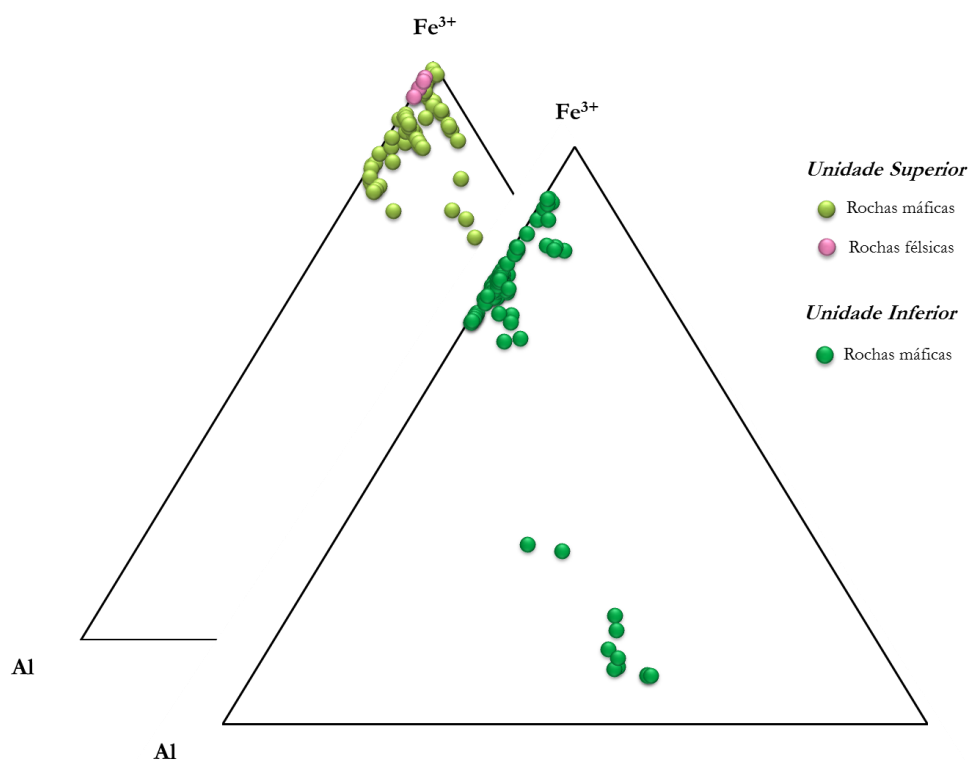 Fe³⁺
Fe³⁺
Unidade Superior
Rochas máficas
Rochas félsicas
Unidade Inferior
Rochas máficas
Al
Al